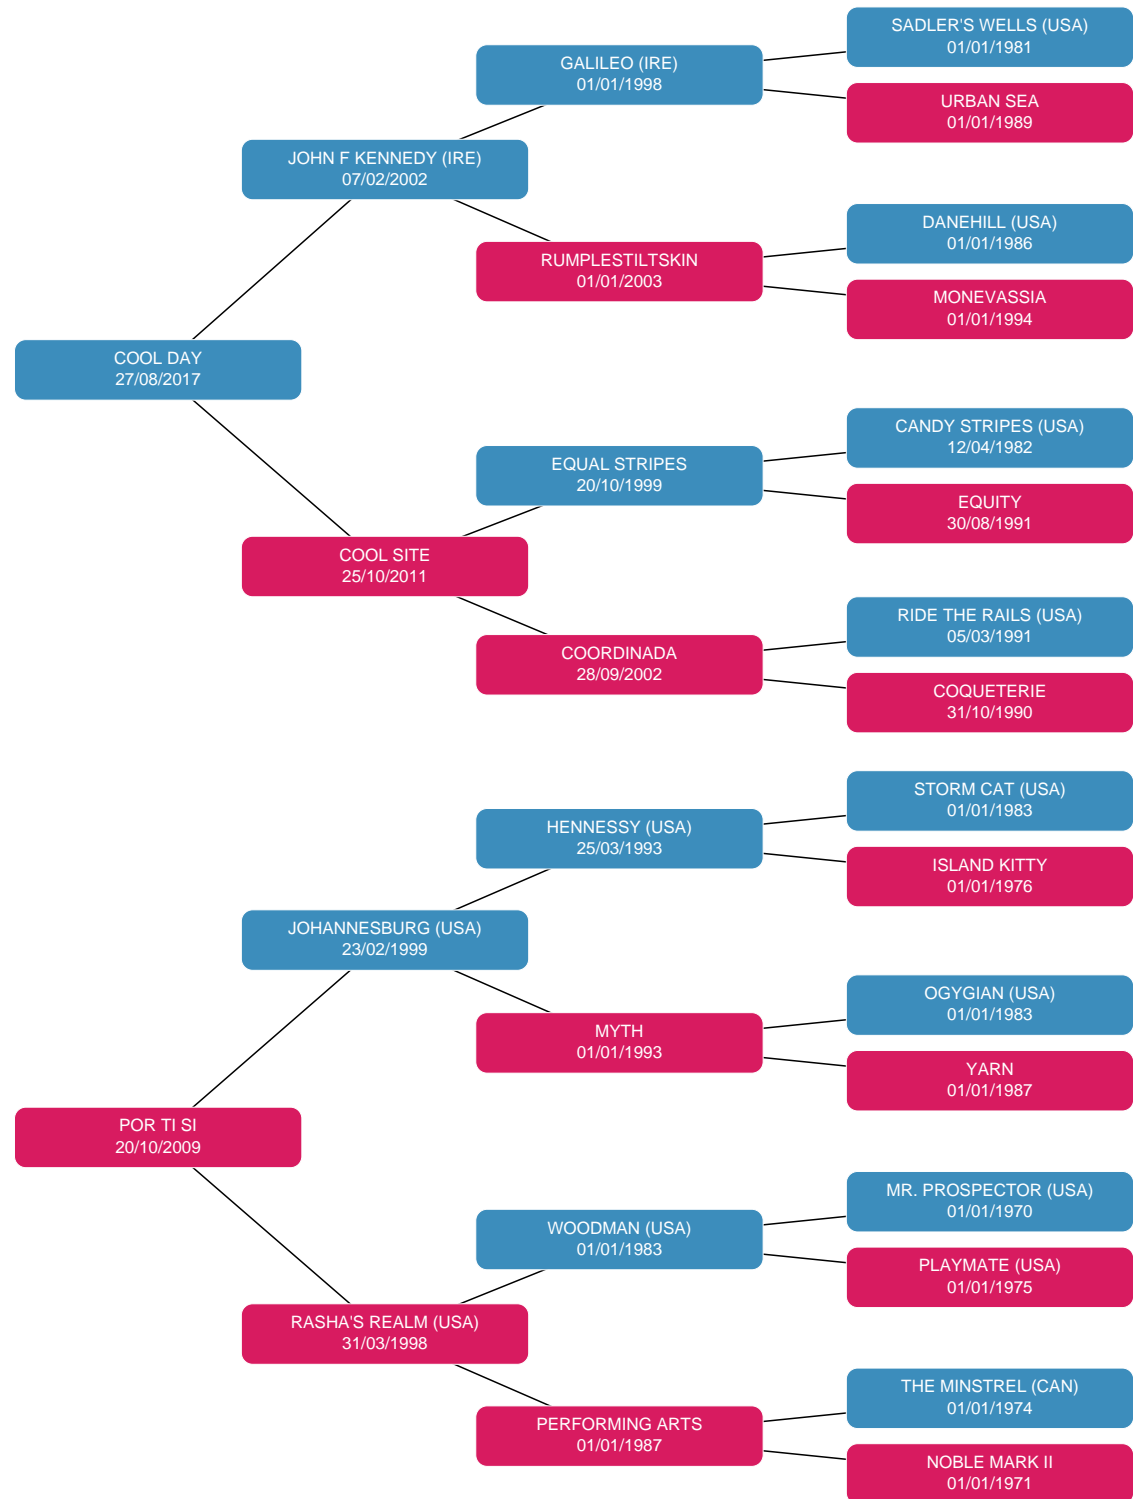 SADLER'S WELLS (USA)
01/01/1981
GALILEO (IRE)
01/01/1998
URBAN SEA
01/01/1989
JOHN F KENNEDY (IRE)
07/02/2002
DANEHILL (USA)
01/01/1986
RUMPLESTILTSKIN
01/01/2003
MONEVASSIA
01/01/1994
COOL DAY
27/08/2017
CANDY STRIPES (USA)
12/04/1982
EQUAL STRIPES
20/10/1999
EQUITY
30/08/1991
COOL SITE
25/10/2011
RIDE THE RAILS (USA)
05/03/1991
COORDINADA
28/09/2002
COQUETERIE
31/10/1990
STORM CAT (USA)
01/01/1983
HENNESSY (USA)
25/03/1993
ISLAND KITTY
01/01/1976
JOHANNESBURG (USA)
23/02/1999
OGYGIAN (USA)
01/01/1983
MYTH
01/01/1993
YARN
01/01/1987
POR TI SI
20/10/2009
MR. PROSPECTOR (USA)
01/01/1970
WOODMAN (USA)
01/01/1983
PLAYMATE (USA)
01/01/1975
RASHA'S REALM (USA)
31/03/1998
THE MINSTREL (CAN)
01/01/1974
PERFORMING ARTS
01/01/1987
NOBLE MARK II
01/01/1971